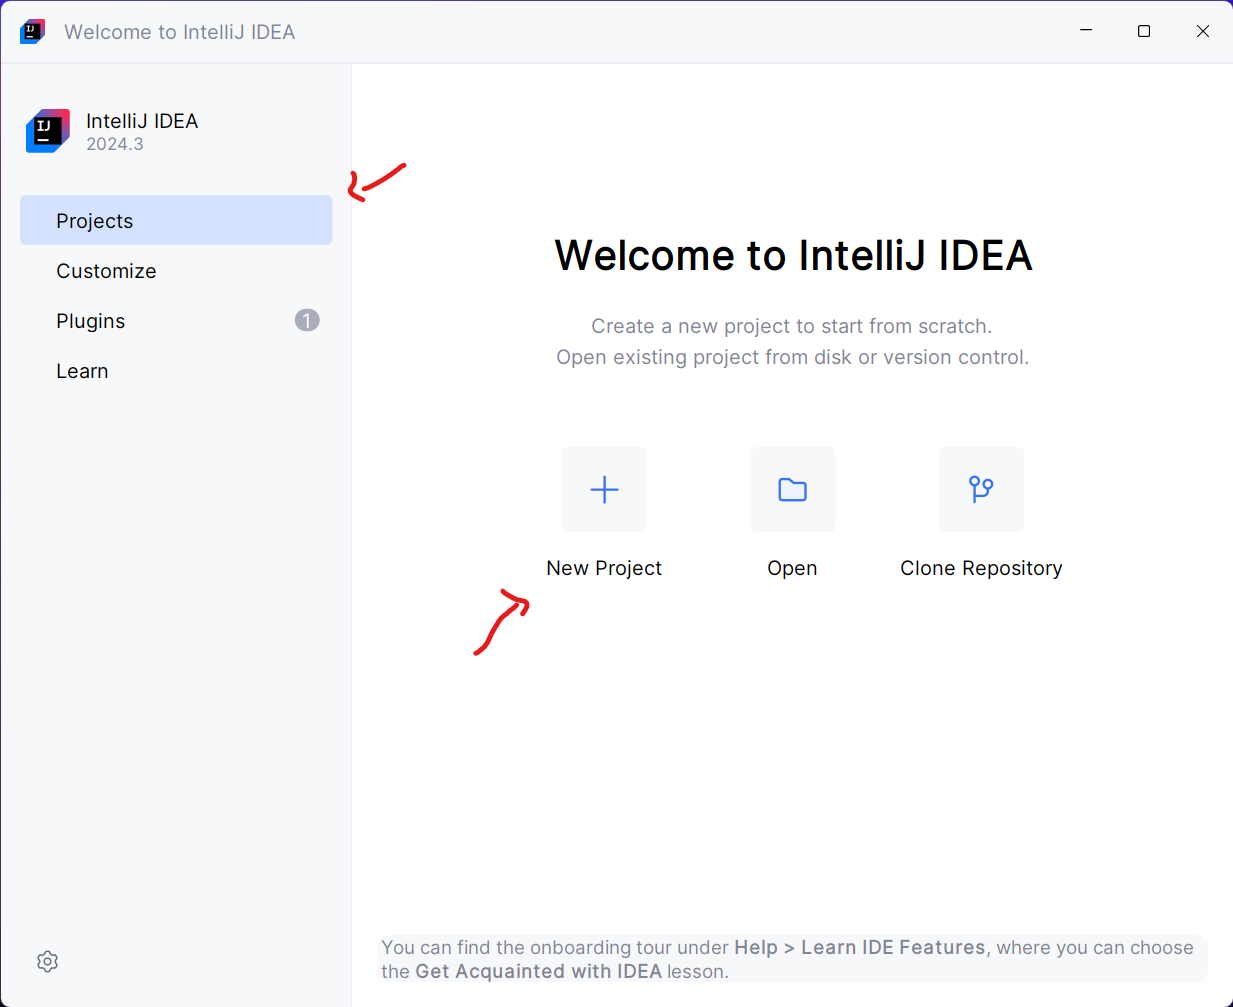 Welcome to IntelliJ IDEA
IntelliJ IDEA
2024.3
Projects
Customize
Plugins 1
Learn
Welcome to IntelliJ IDEA
Create a new project to start from scratch.
Open existing project from disk or version control.
New Project Open Clone Repository
You can find the onboarding tour under Help > Learn IDE Features, where you can choose
the Get Acquainted with IDEA lesson.